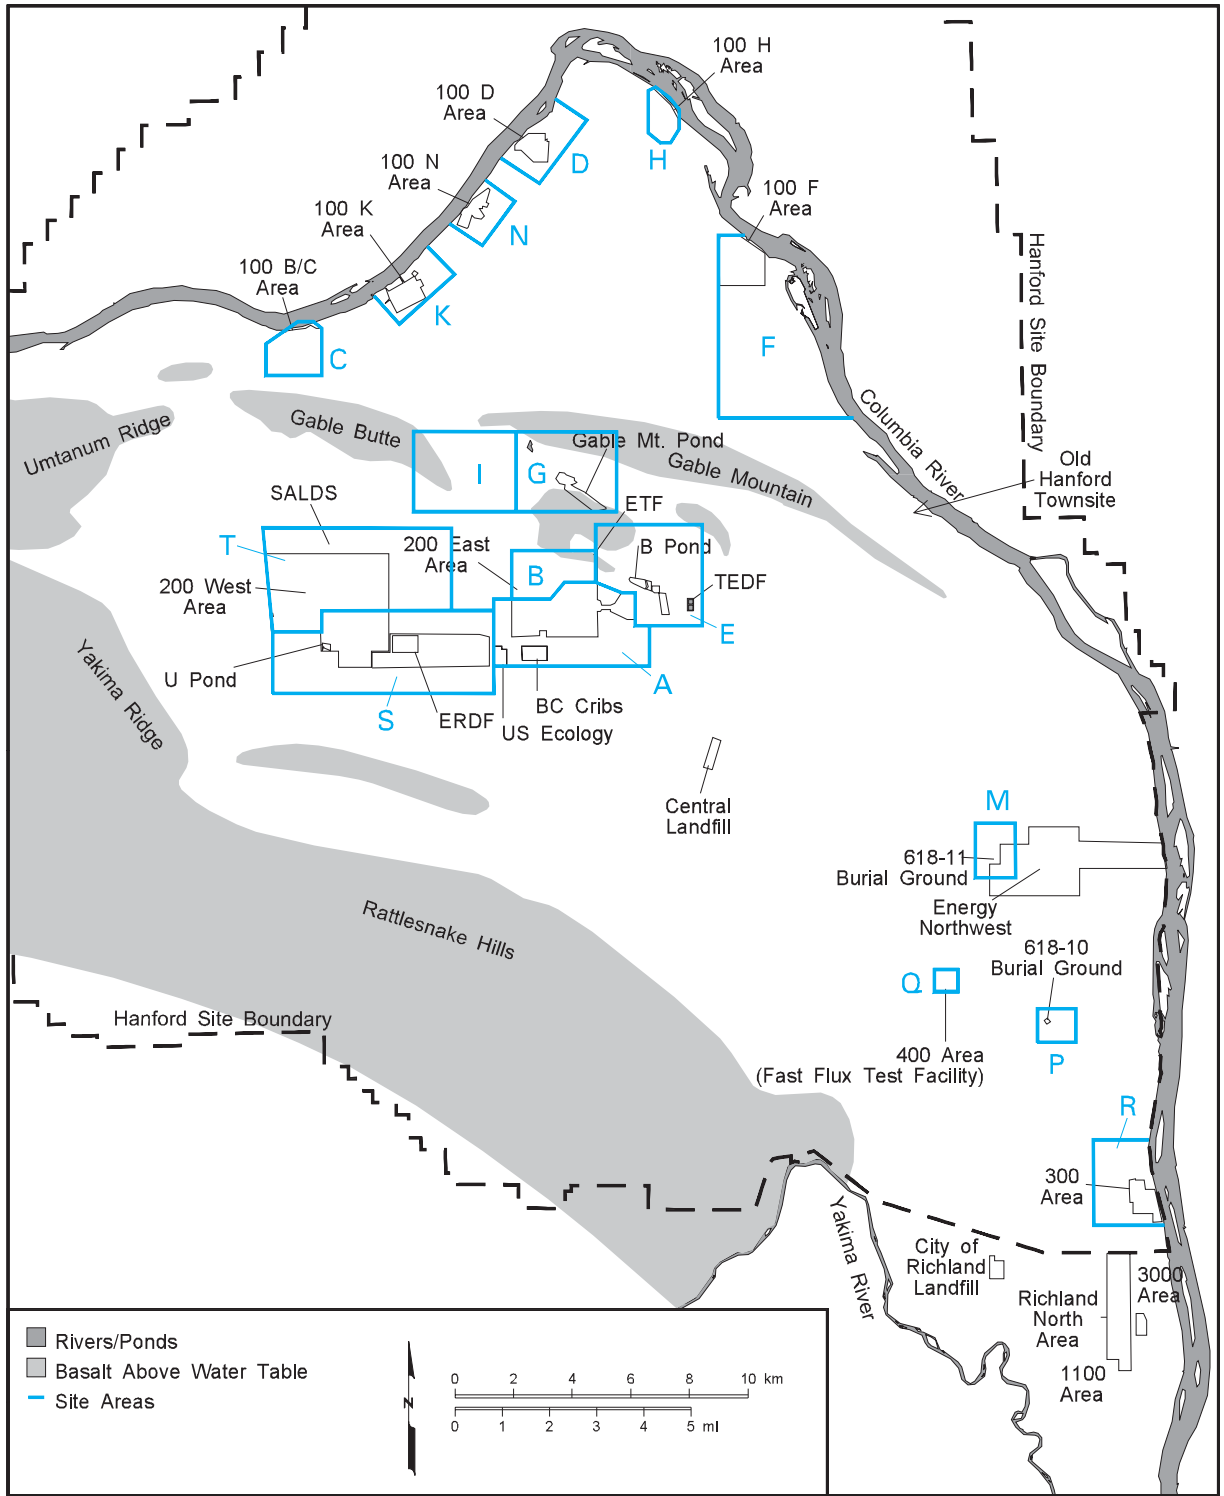 100 H
Area
100 D
Area
H
D
100 N
Area
100 F
Area
100 K
Area
N
Hanford Site Boundary
100 B/C
Area
K
F
C
Columbia River
Umtanum Ridge
Gable Butte
Gable Mt. Pond
Gable Mountain
Old
Hanford
Townsite
I
G
SALDS
ETF
T
200 East
Area
B Pond
200 West
Area
B
TEDF
E
Yakima Ridge
U Pond
A
S
ERDF
BC Cribs
US Ecology
Central
Landfill
M
618-11
Burial Ground
Energy
Northwest
Rattlesnake Hills
618-10
Burial Ground
Q
Hanford Site Boundary
400 Area
(Fast Flux Test Facility)
P
R
300
Area
Yakima River
City of
Richland
Landfill
3000
Area
Richland
North
Area
1100
Area
Rivers/Ponds
Basalt Above Water Table
Site Areas
N
0 2 4 6 8 10 km
0 1 2 3 4 5 mi